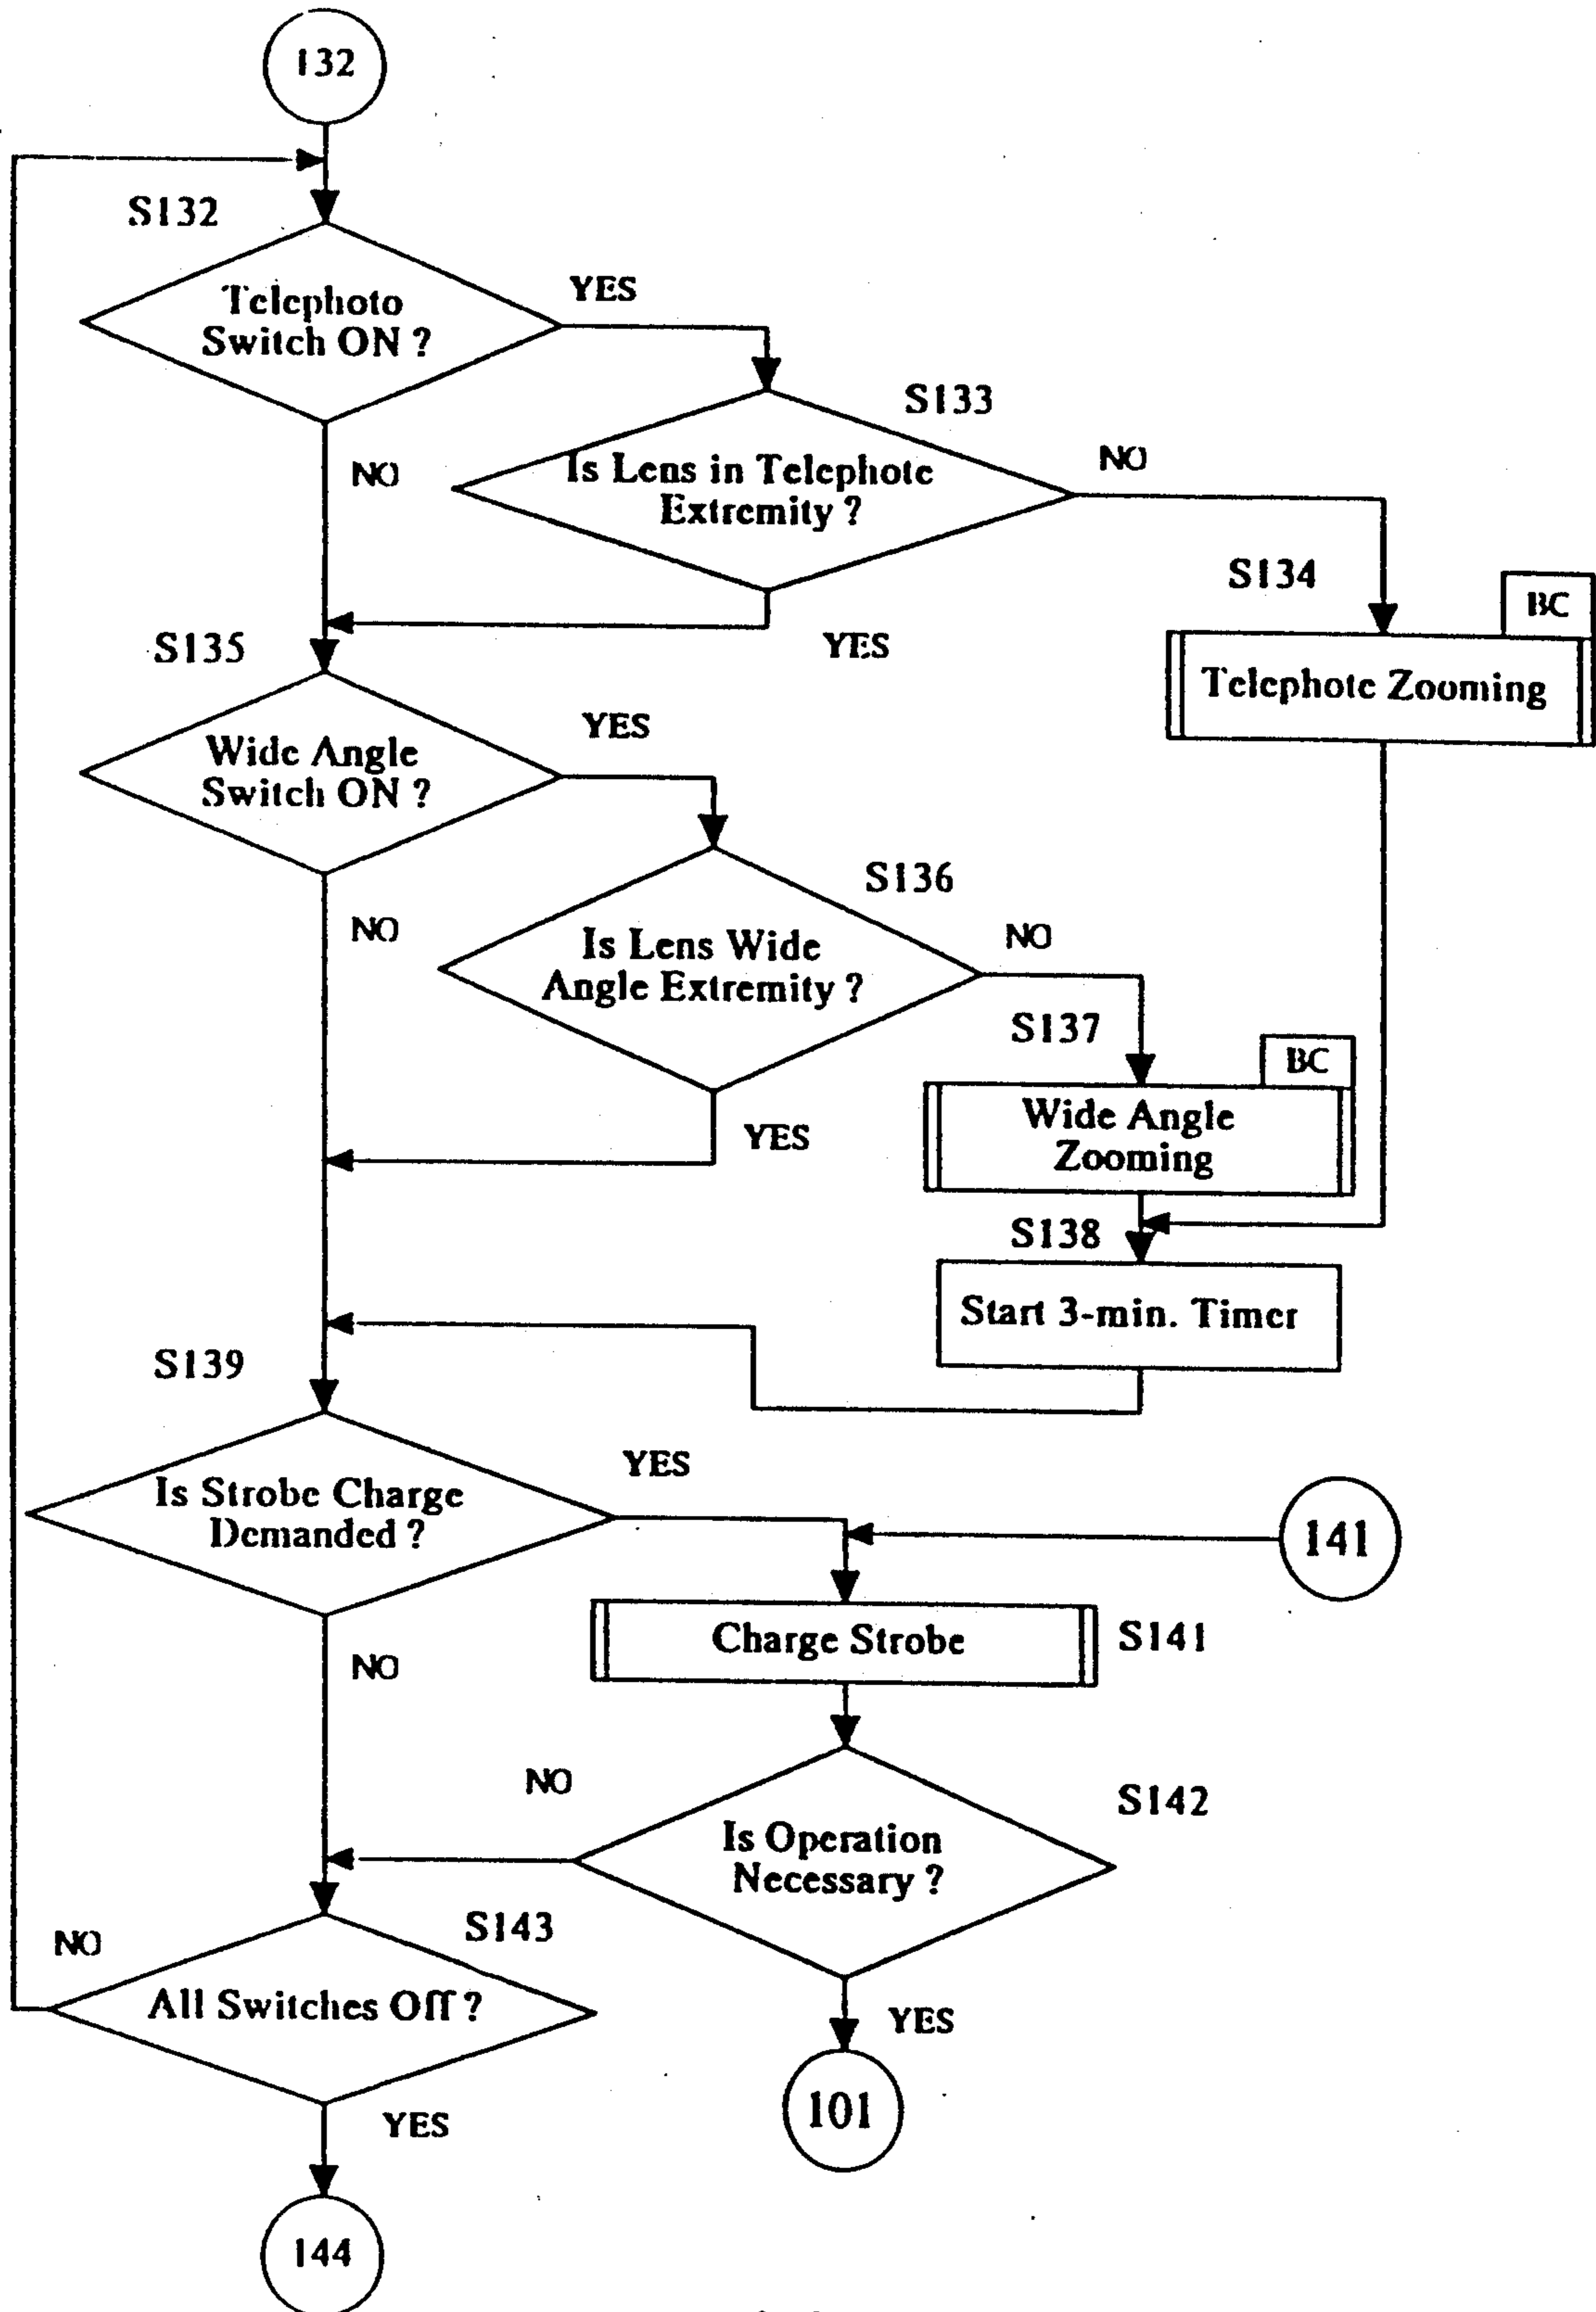 132
S132
Telephoto
Switch ON ?
YES
NO
S133
Is Lens in Telephote
Extremity ?
NO
YES
S134
BC
Telephote Zooming
S135
Wide Angle
Switch ON ?
YES
NO
S136
Is Lens Wide
Angle Extremity ?
NO
YES
S137
BC
Wide Angle
Zooming
S138
Start 3-min. Timer
S139
Is Strobe Charge
Demanded ?
YES
NO
141
Charge Strobe
S141
NO
S142
Is Operation
Necessary ?
YES
101
S143
NO
All Switches Off ?
YES
144